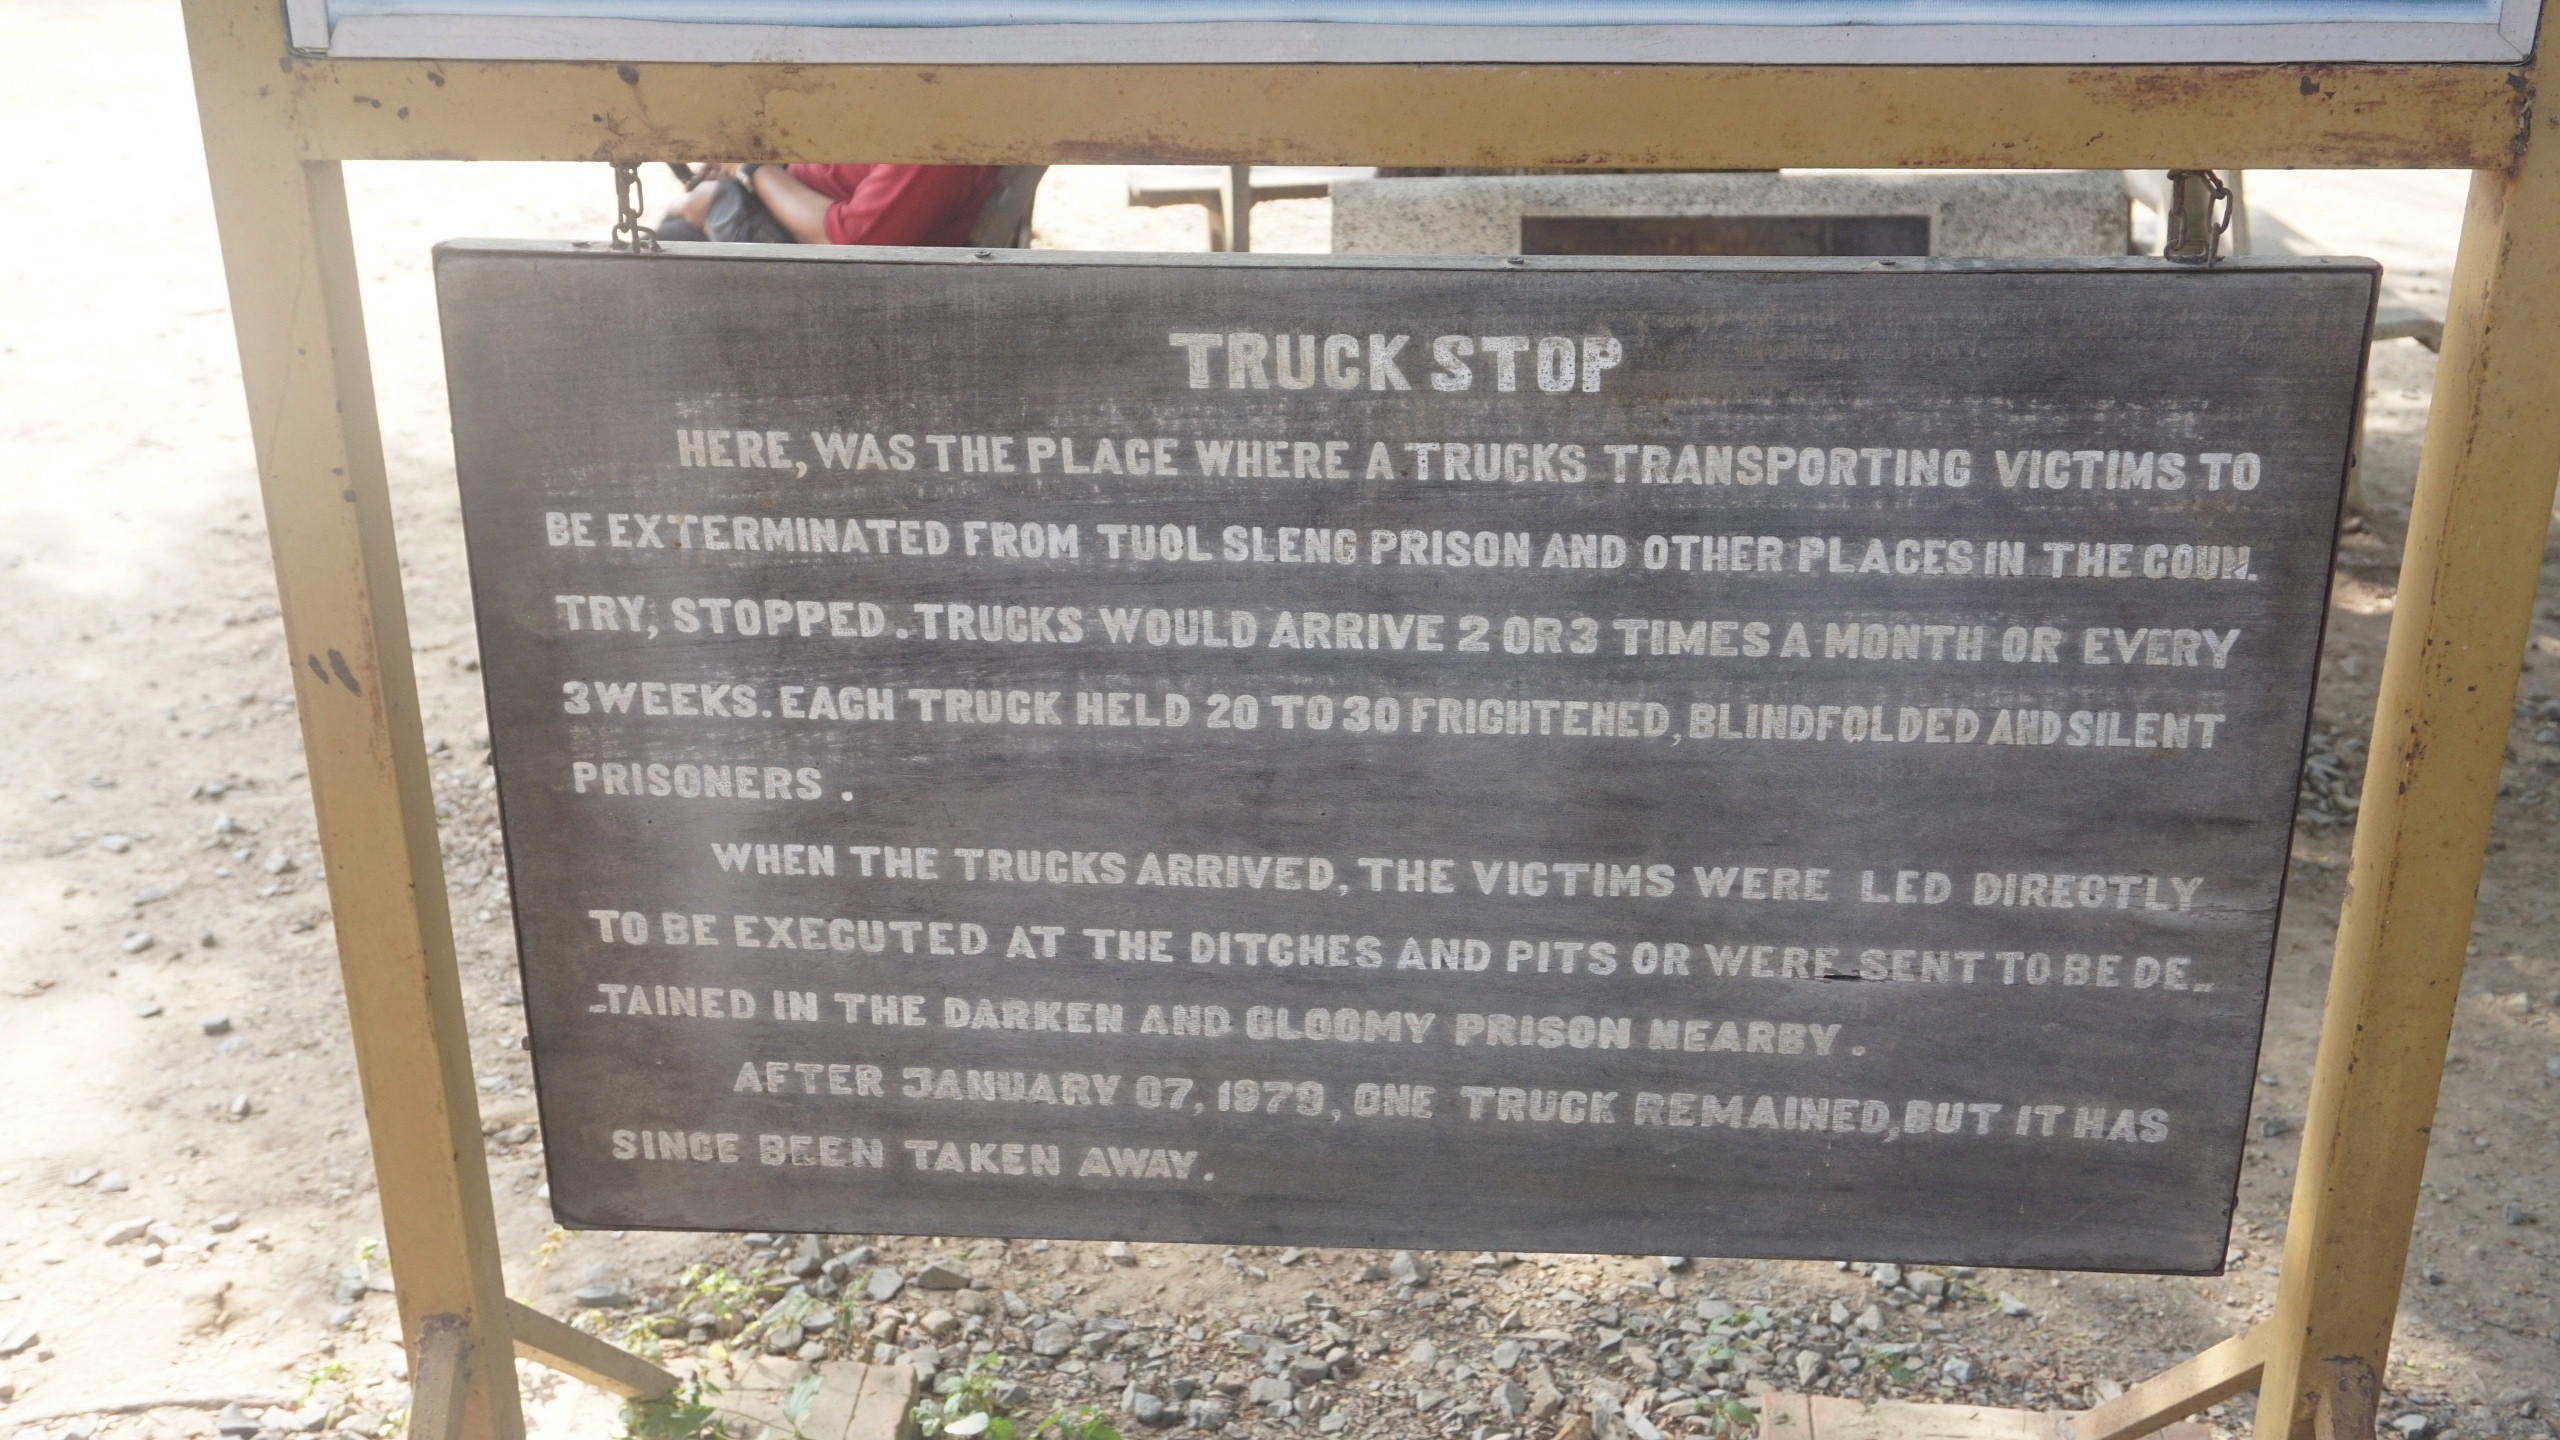 TRUCK STOP
HERE, WAS THE PLACE WHERE A TRUCKS TRANSPORTING VICTIMS TO
BE EXTERMINATED FROM TUOL SLENG PRISON AND OTHER PLACES IN THE COUN.
TRY, STOPPED. TRUCKS WOULD ARRIVE 2 OR 3 TIMES A MONTH OR EVERY
3 WEEKS. EACH TRUCK HELD 20 TO 30 FRIGHTENED, BLINDFOLDED AND SILENT
PRISONERS .
WHEN THE TRUCKS ARRIVED, THE VICTIMS WERE LED DIRECTLY
TO BE EXECUTED AT THE DITCHES AND PITS OR WERE SENT TO BE DE..
-TAINED IN THE DARKEN AND GLOOMY PRISON NEARBY .
AFTER JANUARY 07, 1979, ONE TRUCK REMAINED, BUT IT HAS
SINCE BEEN TAKEN AWAY.